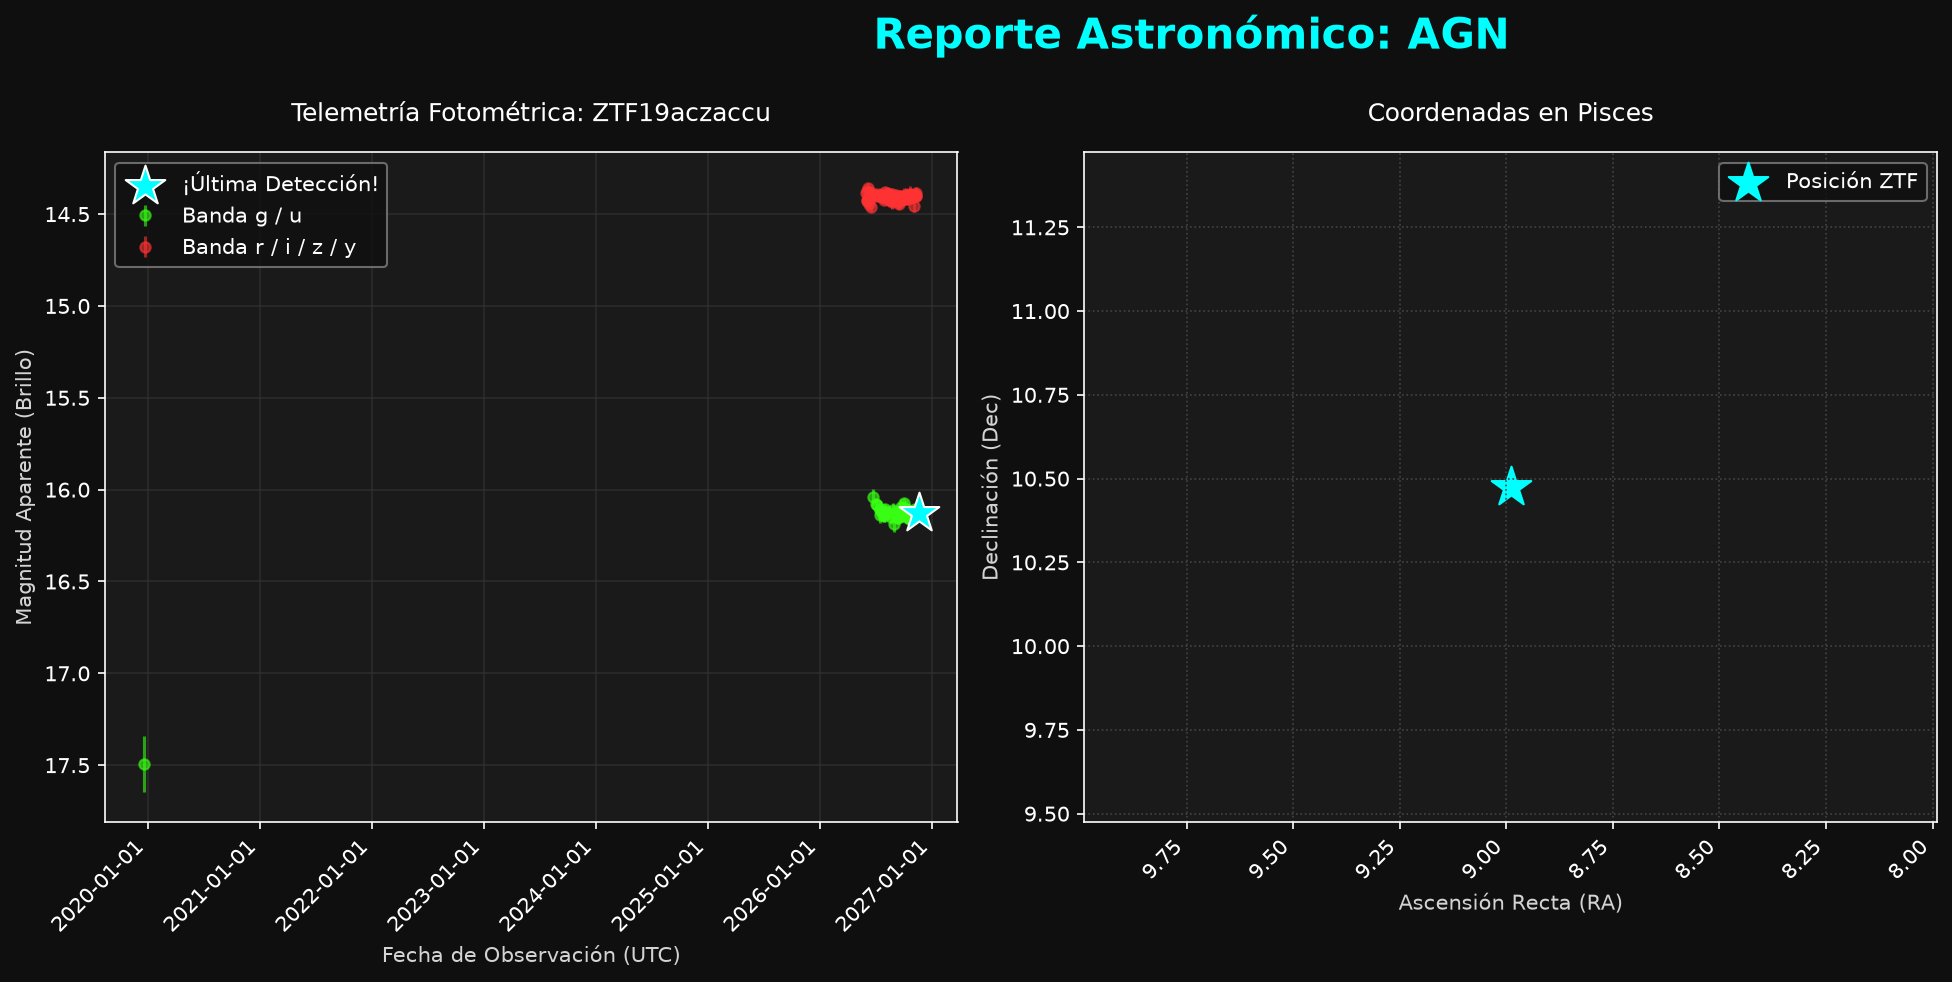 Reporte Astronómico: AGN
Telemetría Fotométrica: ZTF19aczaccu
¡Última Detección!
Banda g / u
Banda r / i / z / y
Magnitud Aparente (Brillo)
14.5
15.0
15.5
16.0
16.5
17.0
17.5
2020-01-01
2021-01-01
2022-01-01
2023-01-01
2024-01-01
2025-01-01
2026-01-01
2027-01-01
Fecha de Observación (UTC)
Coordenadas en Pisces
Posición ZTF
Declinación (Dec)
11.25
11.00
10.75
10.50
10.25
10.00
9.75
9.50
9.75
9.50
9.25
9.00
8.75
8.50
8.25
8.00
Ascensión Recta (RA)